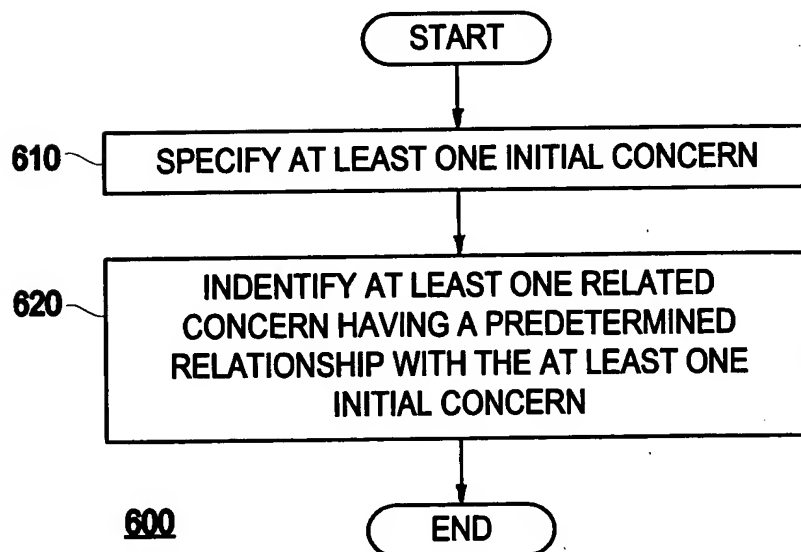 START
610
SPECIFY AT LEAST ONE INITIAL CONCERN
620
INDENTIFY AT LEAST ONE RELATED
CONCERN HAVING A PREDETERMINED
RELATIONSHIP WITH THE AT LEAST ONE
INITIAL CONCERN
600
END